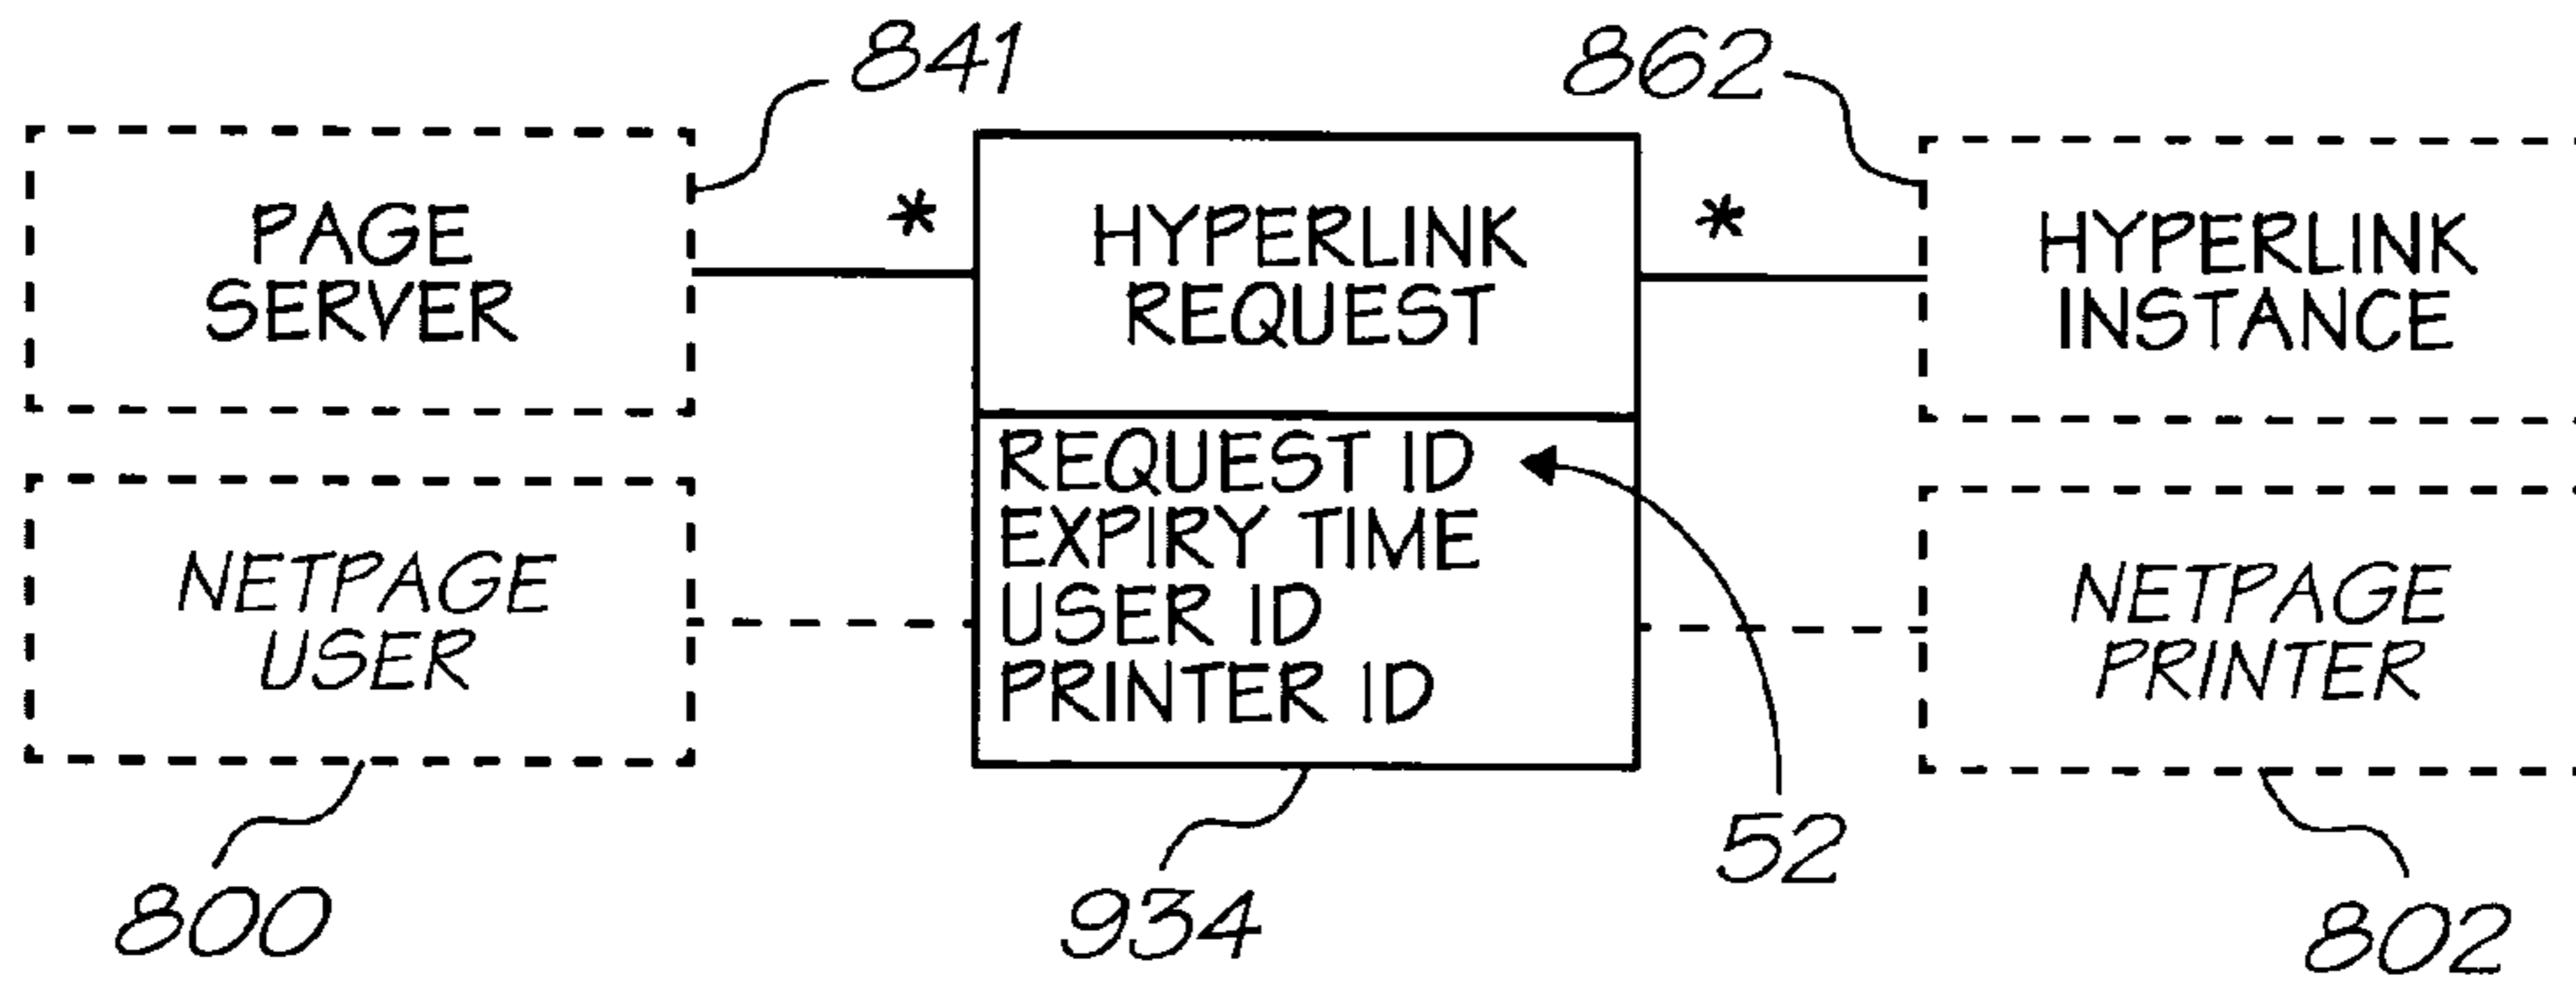 841
862
PAGE
SERVER
*
HYPERLINK
REQUEST
*
HYPERLINK
INSTANCE
NETPAGE
USER
REQUEST ID
EXPIRY TIME
USER ID
PRINTER ID
NETPAGE
PRINTER
800
934
52
802